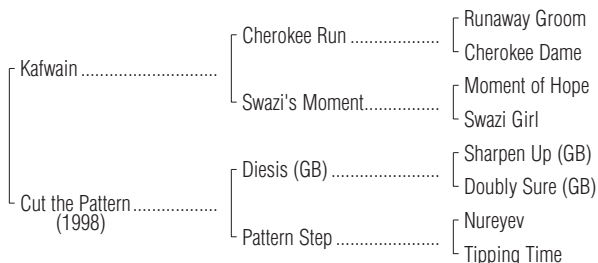 Runaway Groom
Cherokee Run ...................
Cherokee Dame
Kafwain .............................
Moment of Hope
Swazi's Moment................
Swazi Girl
Sharpen Up (GB)
Diesis (GB) .......................
Doubly Sure (GB)
Cut the Pattern ..................
(1998)
Nureyev
Pattern Step ......................
Tipping Time